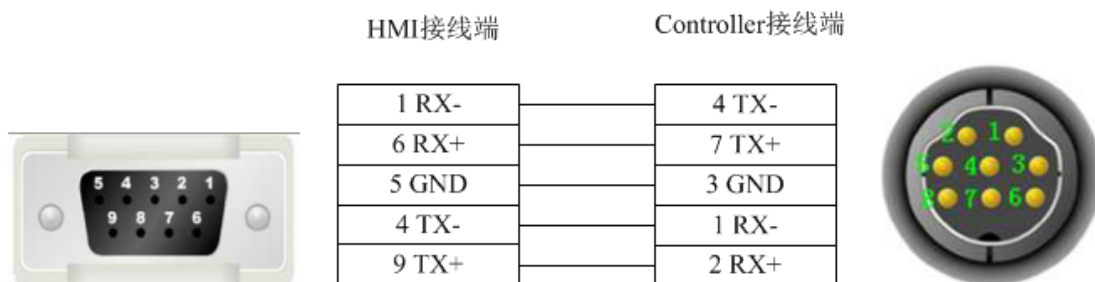 HMI接线端
Controller接线端
1 RX-
4 TX-
6 RX+
7 TX+
5 GND
3 GND
4 TX-
1 RX-
9 TX+
2 RX+
5 4 3 2 1
9 8 7 6
2 1
5 4 3
8 7 6